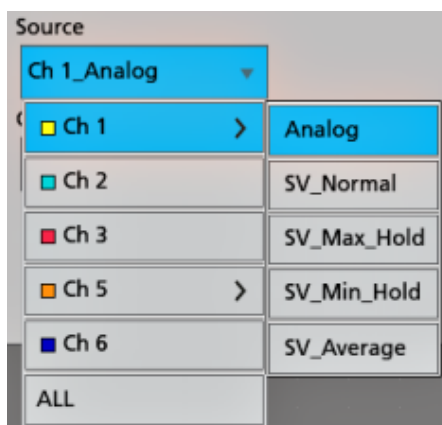 Source
Ch 1_Analog
Ch 1 > Analog
Ch 2 SV_Normal
Ch 3 SV_Max_Hold
Ch 5 > SV_Min_Hold
Ch 6 SV_Average
ALL